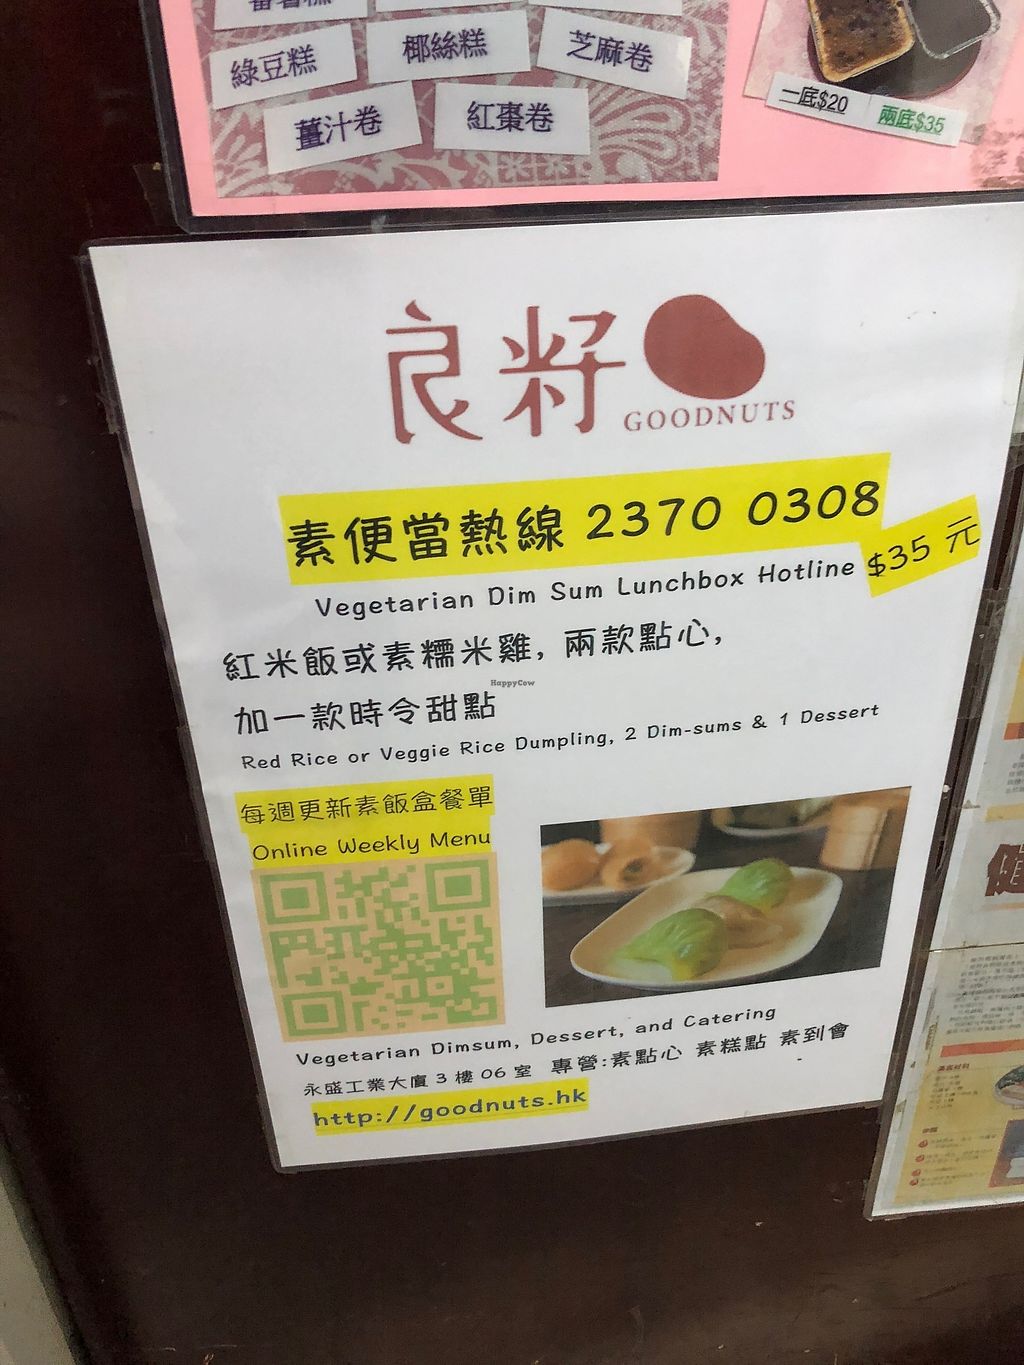 綠豆糕
椰絲糕
芝麻卷
薑汁卷
紅棗卷
一底$20
兩底$35
良籽
GOODNUTS
素便當熱線 2370 0308
Vegetarian Dim Sum Lunchbox Hotline $35 元
紅米飯或素糯米雞, 兩款點心,
加一款時令甜點
HappyCow
Red Rice or Veggie Rice Dumpling, 2 Dim-sums & 1 Dessert
每週更新素飯盒餐單
Online Weekly Menu
Vegetarian Dimsum, Dessert, and Catering
永盛工業大廈 3 樓 06 室 專營:素點心 素糕點 素到會
http://goodnuts.hk